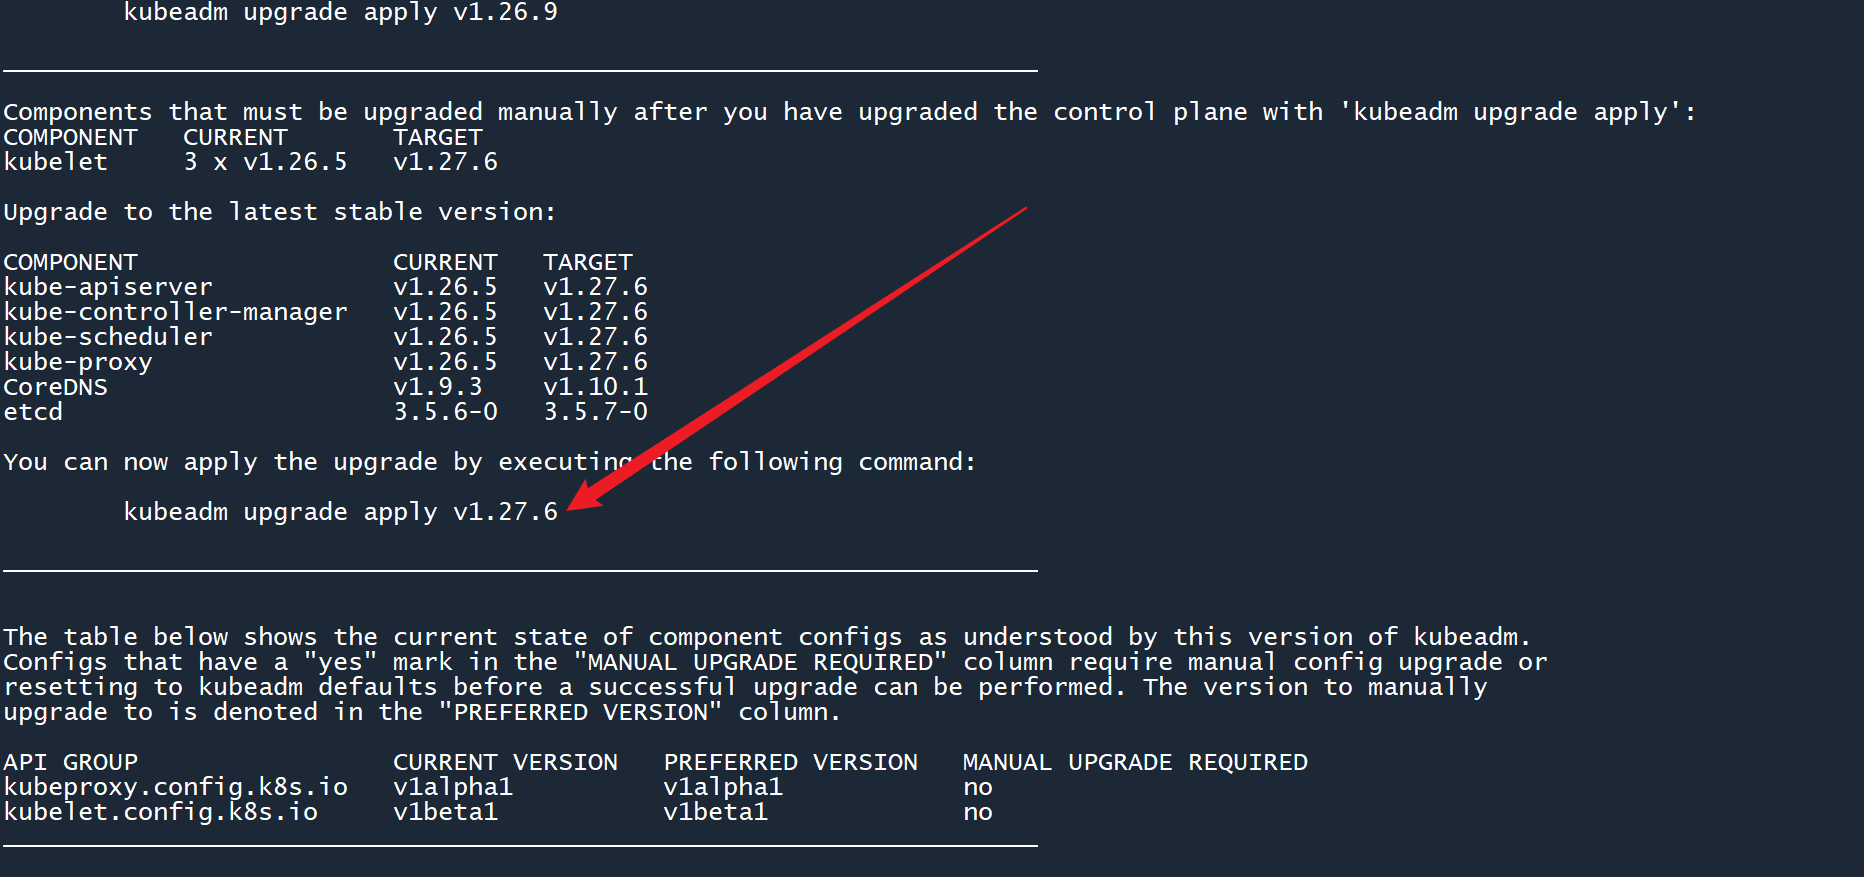 kubeadm upgrade apply v1.26.9
Components that must be upgraded manually after you have upgraded the control plane with 'kubeadm upgrade apply':
COMPONENT   CURRENT       TARGET
kubelet     3 x v1.26.5   v1.27.6
Upgrade to the latest stable version:
COMPONENT                 CURRENT   TARGET
kube-apiserver            v1.26.5   v1.27.6
kube-controller-manager   v1.26.5   v1.27.6
kube-scheduler            v1.26.5   v1.27.6
kube-proxy                v1.26.5   v1.27.6
CoreDNS                   v1.9.3    v1.10.1
etcd                      3.5.6-0   3.5.7-0
You can now apply the upgrade by executing the following command:
kubeadm upgrade apply v1.27.6
The table below shows the current state of component configs as understood by this version of kubeadm.
Configs that have a "yes" mark in the "MANUAL UPGRADE REQUIRED" column require manual config upgrade or
resetting to kubeadm defaults before a successful upgrade can be performed. The version to manually
upgrade to is denoted in the "PREFERRED VERSION" column.
API GROUP                 CURRENT VERSION   PREFERRED VERSION   MANUAL UPGRADE REQUIRED
kubeproxy.config.k8s.io   v1alpha1          v1alpha1            no
kubelet.config.k8s.io     v1beta1           v1beta1             no